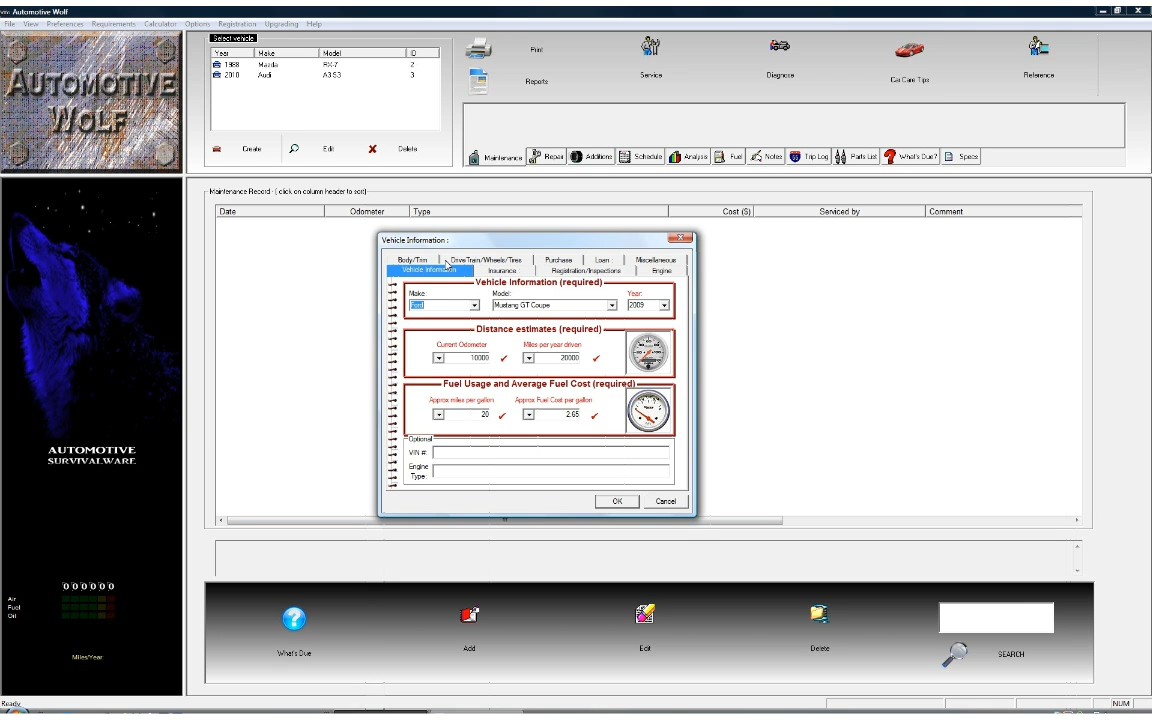 Automotive Wolf
File View Preferences Requirements Calculator Options Registration Upgrading Help
AUTOMOTIVE WOLF
Select vehicle
Year Make Model ID
1988 Mazda RX-7 2
2010 Audi A3 S3 3
Create Edit Delete
Print
Reports
Service
Diagnose
Car Care Tips
Reference
Maintenance Repair Additions Schedule Analysis Fuel Notes Trip Log Parts List What's Due? Specs
Maintenance Record - [ click on column header to sort]
Date Odometer Type Cost ($) Serviced by Comment
Vehicle Information :
Body/Trim DriveTrain/Wheels/Tires Purchase Loan : Miscellaneous
Vehicle Information Insurance : Registration/Inspections Engine
Vehicle Information (required)
Make: Model: Year:
Ford Mustang GT Coupe 2009
Distance estimates (required)
Current Odometer Miles per year driven
10000 20000
Fuel Usage and Average Fuel Cost (required)
Approx miles per gallon Approx Fuel Cost per gallon
20 2.65
Optional
VIN #:
Engine
Type:
OK Cancel
AUTOMOTIVE
SURVIVALWARE
000000
Air
Fuel
Oil
Miles/Year:
What's Due Add Edit Delete SEARCH
Ready NUM